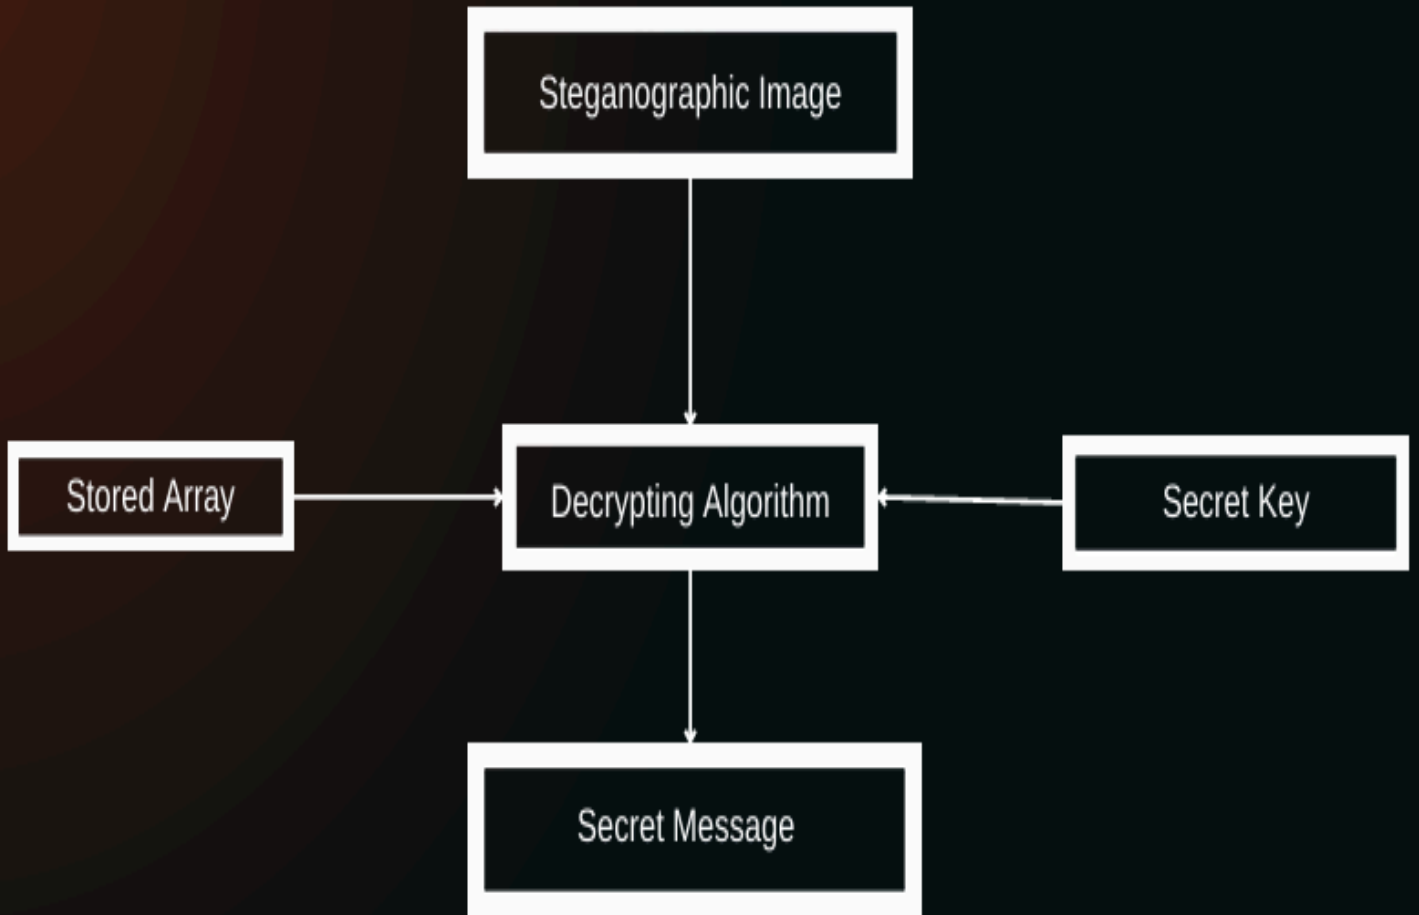 Steganographic Image
Stored Array
Decrypting Algorithm
Secret Key
Secret Message